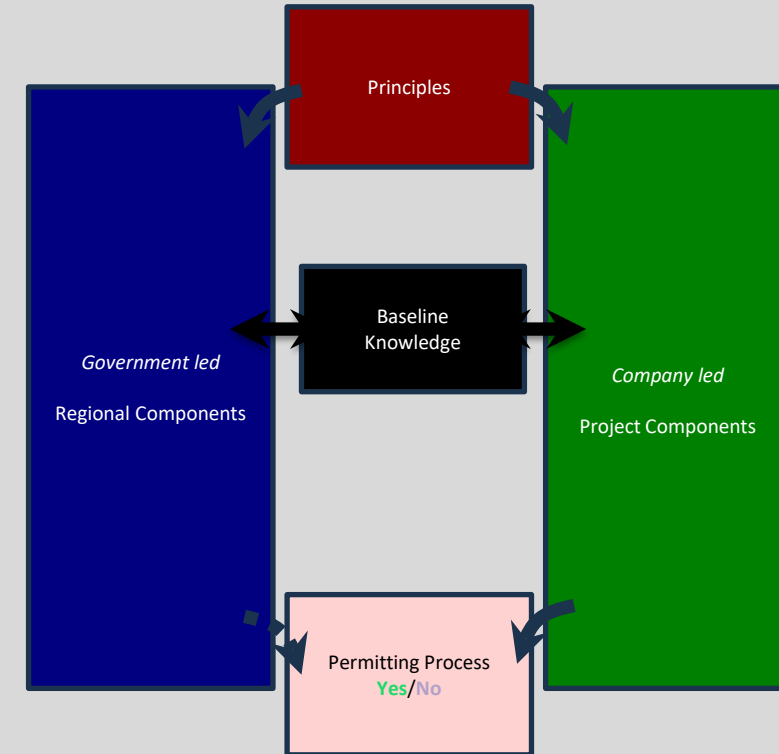 Principles
Baseline
Knowledge
Government led
Regional Components
Company led
Project Components
Permitting Process
Yes/No